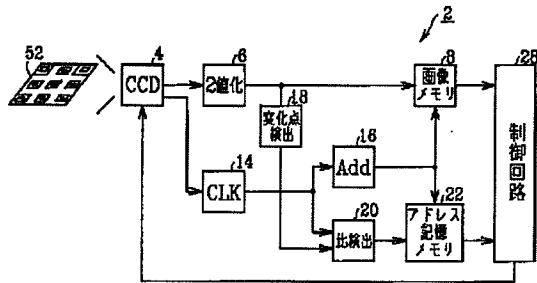 2
52
4
CCD
6
2値化
8
画像
メモリ
28
制御回路
18
変化点
検出
14
CLK
16
Add
20
比検出
22
アドレス
記憶
メモリ